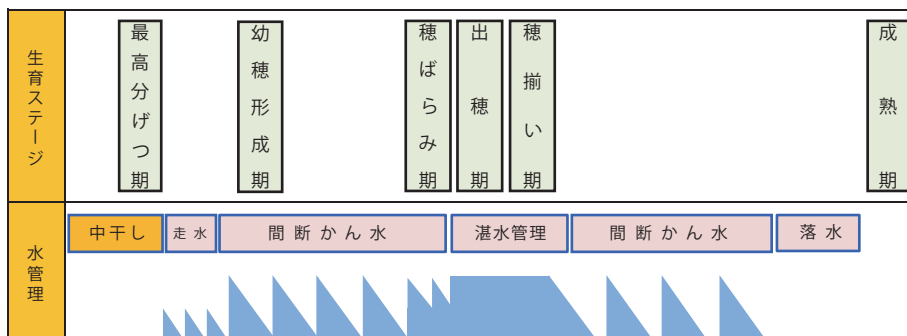 生育ステージ
最高分げつ期
幼穂形成期
穂ばらみ期
出穂期
穂揃い期
成熟期
水管理
中干し
走水
間断かん水
湛水管理
間断かん水
落水